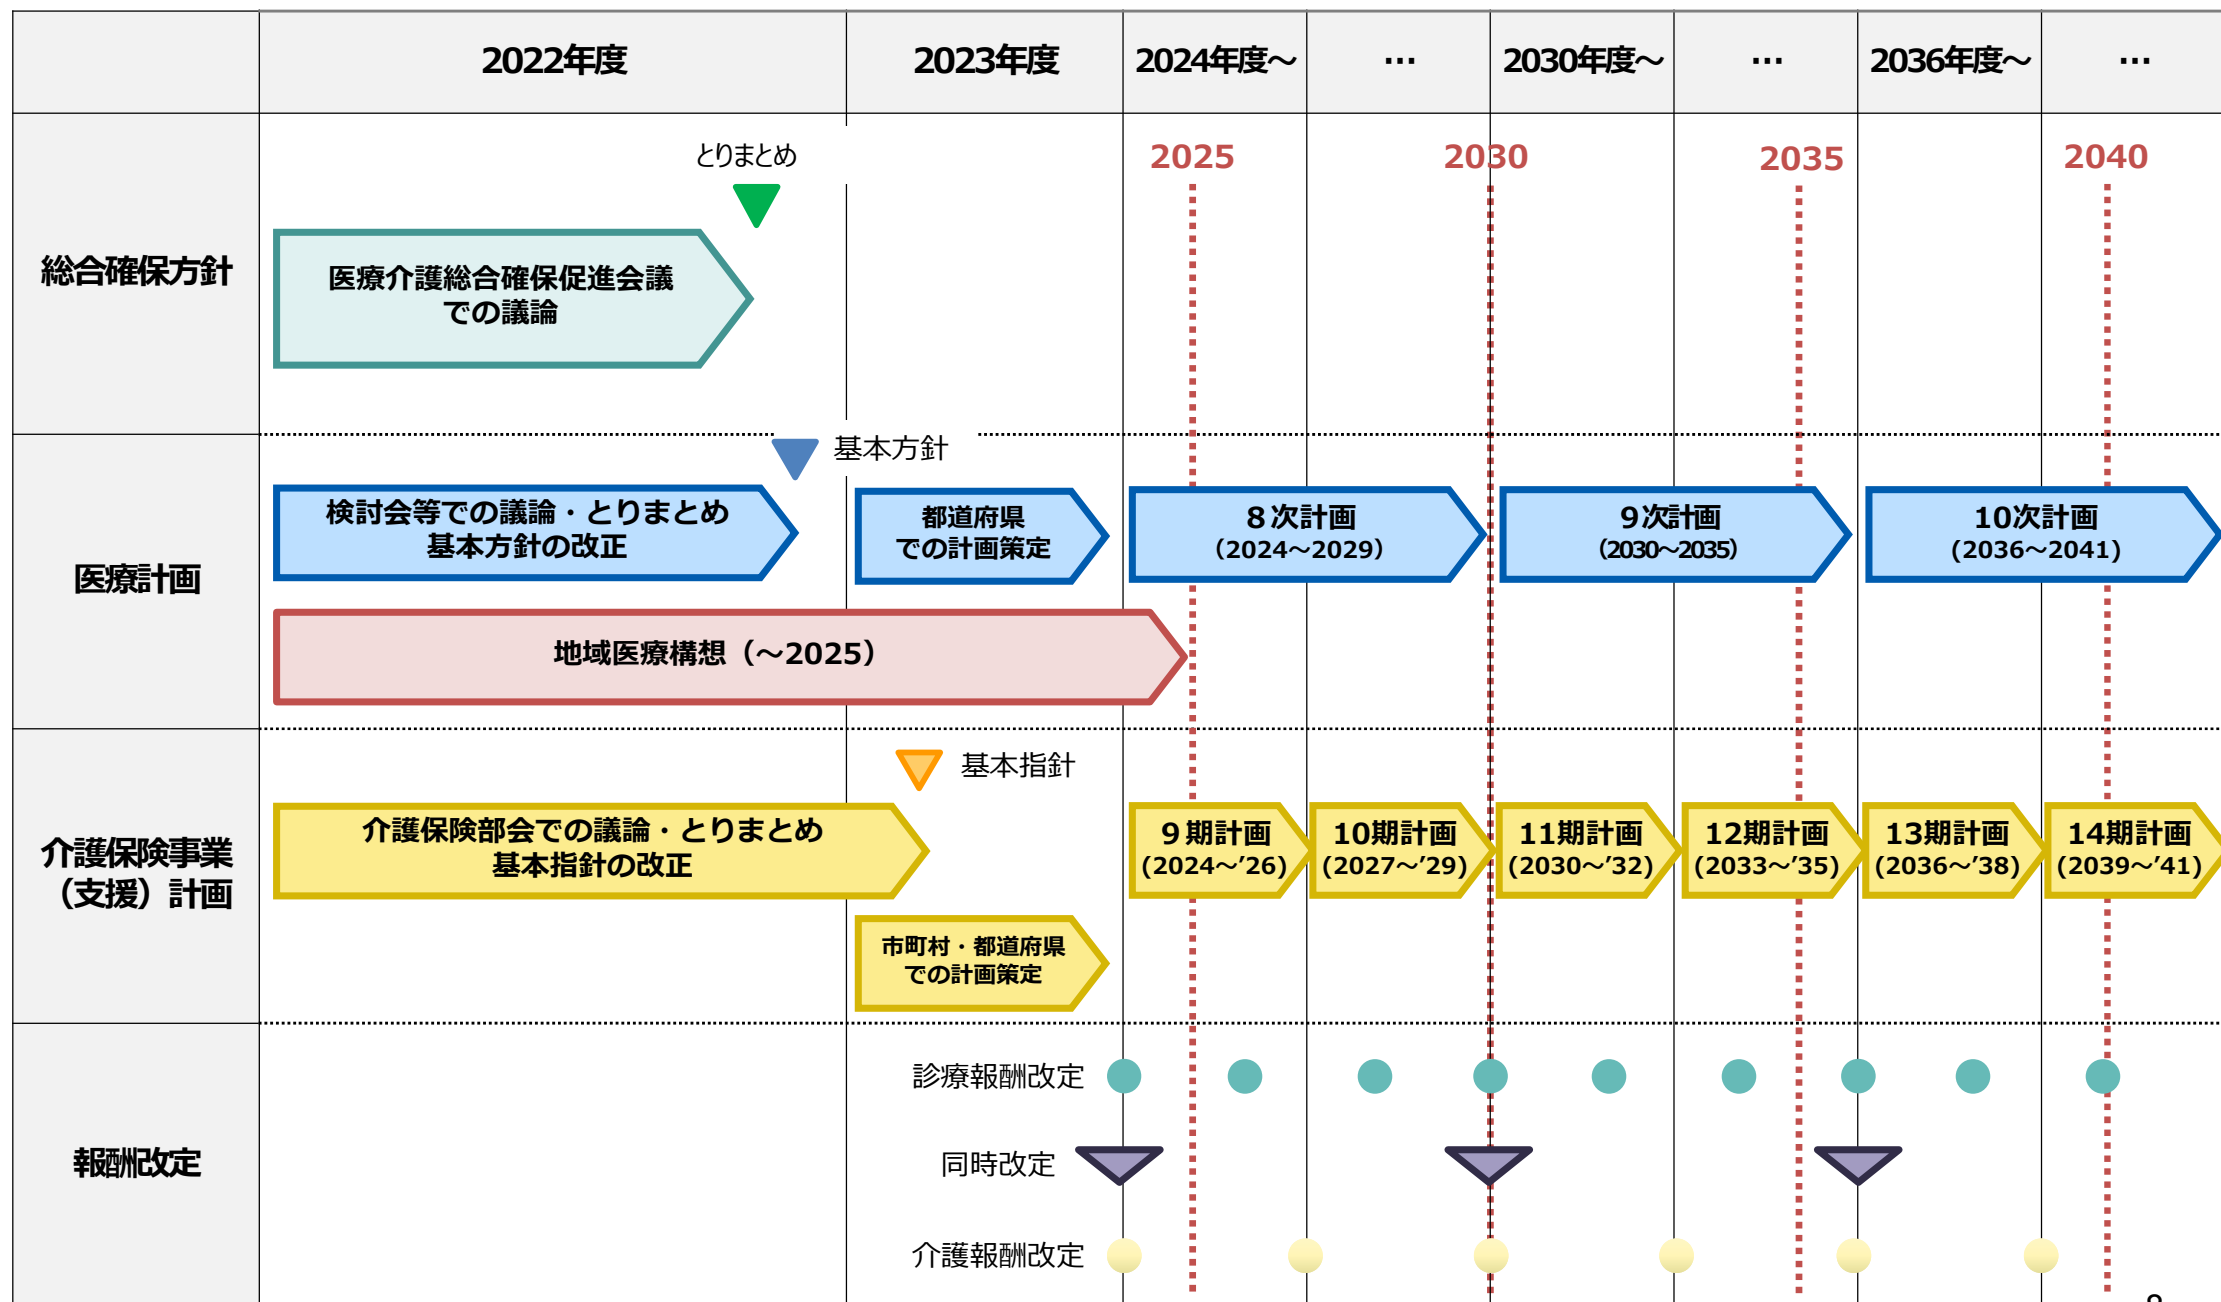 2022年度
2023年度
2024年度～
…
2030年度～
…
2036年度～
…
総合確保方針
とりまとめ
2025
2030
2035
2040
医療介護総合確保促進会議
での議論
医療計画
基本方針
検討会等での議論・とりまとめ
基本方針の改正
都道府県
での計画策定
８次計画
（2024～2029）
９次計画
（2030～2035）
10次計画
（2036～2041）
地域医療構想（～2025）
介護保険事業
（支援）計画
基本指針
介護保険部会での議論・とりまとめ
基本指針の改正
９期計画
(2024～’26)
10期計画
(2027～’29)
11期計画
(2030～’32)
12期計画
(2033～’35)
13期計画
(2036～’38)
14期計画
(2039～’41)
市町村・都道府県
での計画策定
報酬改定
診療報酬改定
同時改定
介護報酬改定